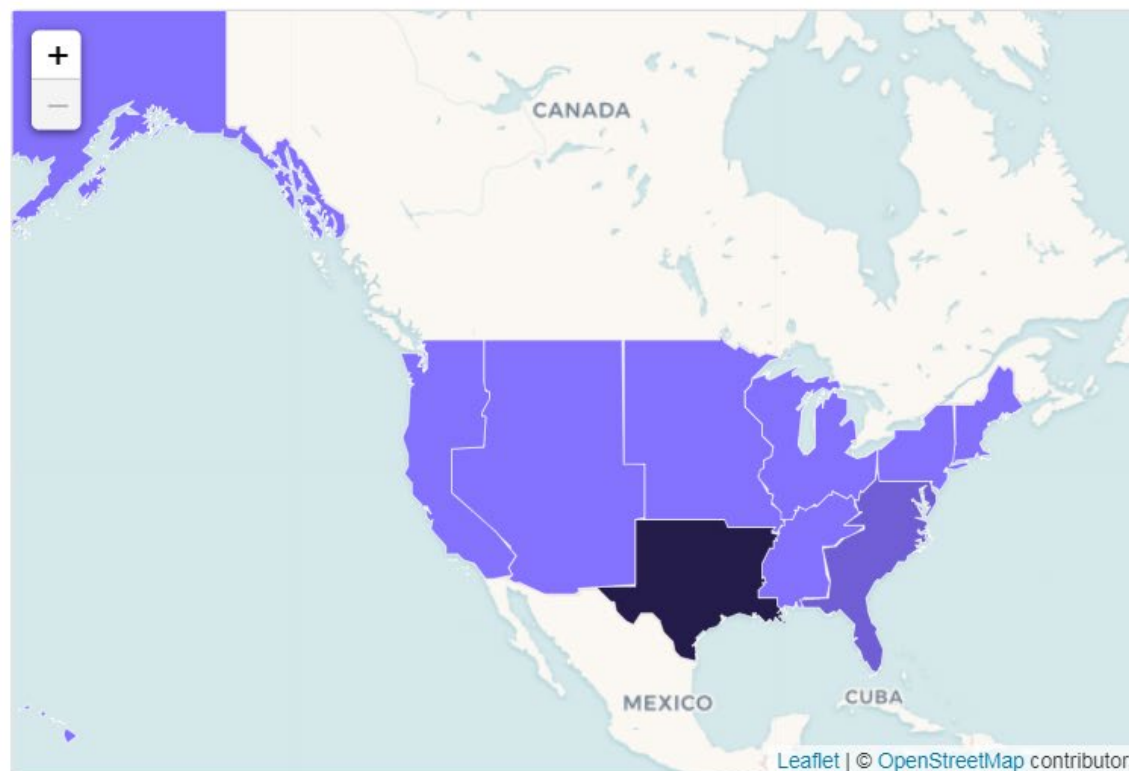 +
−
CANADA
MEXICO
CUBA
Leaflet | © OpenStreetMap contributor